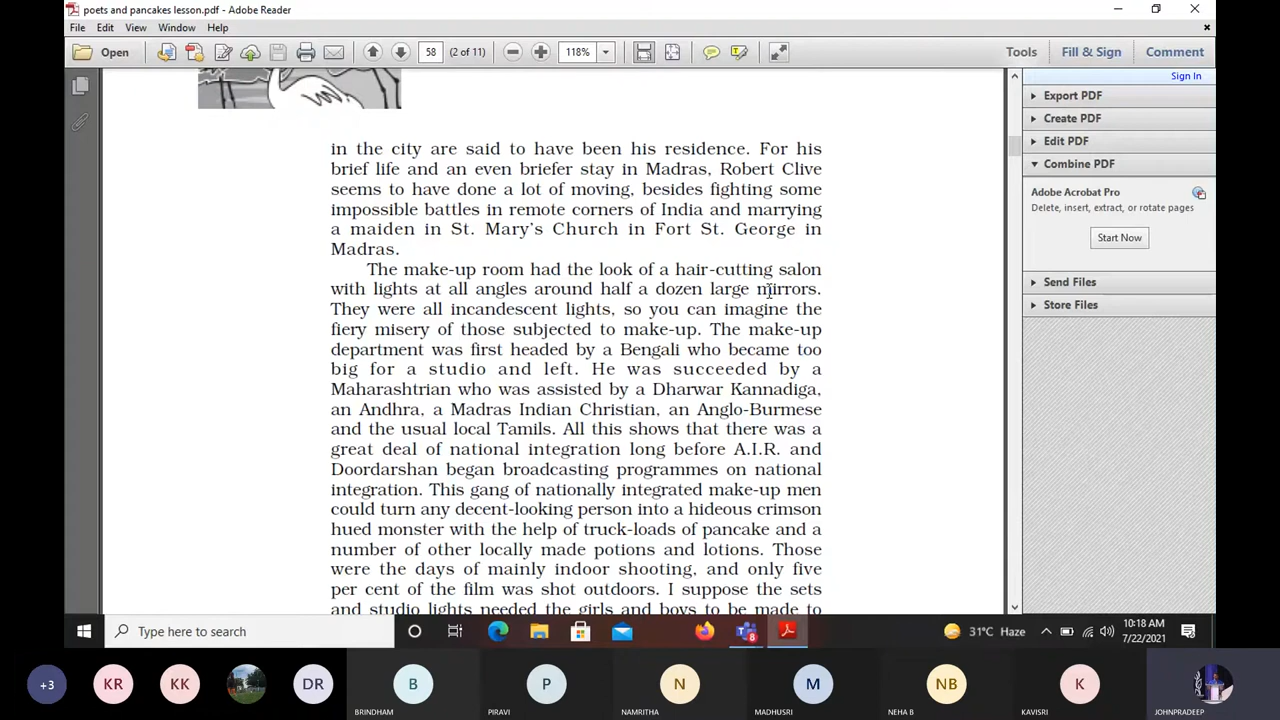 poets and pancakes lesson.pdf - Adobe Reader
File Edit View Window Help
Open 58 (2 of 11) 118% Tools Fill & Sign Comment
Sign In
Export PDF
Create PDF
Edit PDF
Combine PDF
Adobe Acrobat Pro
Delete, insert, extract, or rotate pages
Start Now
Send Files
Store Files
in the city are said to have been his residence. For his
brief life and an even briefer stay in Madras, Robert Clive
seems to have done a lot of moving, besides fighting some
impossible battles in remote corners of India and marrying
a maiden in St. Mary's Church in Fort St. George in
Madras.
The make-up room had the look of a hair-cutting salon
with lights at all angles around half a dozen large mirrors.
They were all incandescent lights, so you can imagine the
fiery misery of those subjected to make-up. The make-up
department was first headed by a Bengali who became too
big for a studio and left. He was succeeded by a
Maharashtrian who was assisted by a Dharwar Kannadiga,
an Andhra, a Madras Indian Christian, an Anglo-Burmese
and the usual local Tamils. All this shows that there was a
great deal of national integration long before A.I.R. and
Doordarshan began broadcasting programmes on national
integration. This gang of nationally integrated make-up men
could turn any decent-looking person into a hideous crimson
hued monster with the help of truck-loads of pancake and a
number of other locally made potions and lotions. Those
were the days of mainly indoor shooting, and only five
per cent of the film was shot outdoors. I suppose the sets
and studio lights needed the girls and boys to be made to
Type here to search
8
31°C Haze
10:18 AM
7/22/2021
+3 KR KK DR B P N M NB K
BRINDHAM PIRAVI NAMRITHA MADHUSRI NEHA B KAVISRI JOHNPRADEEP